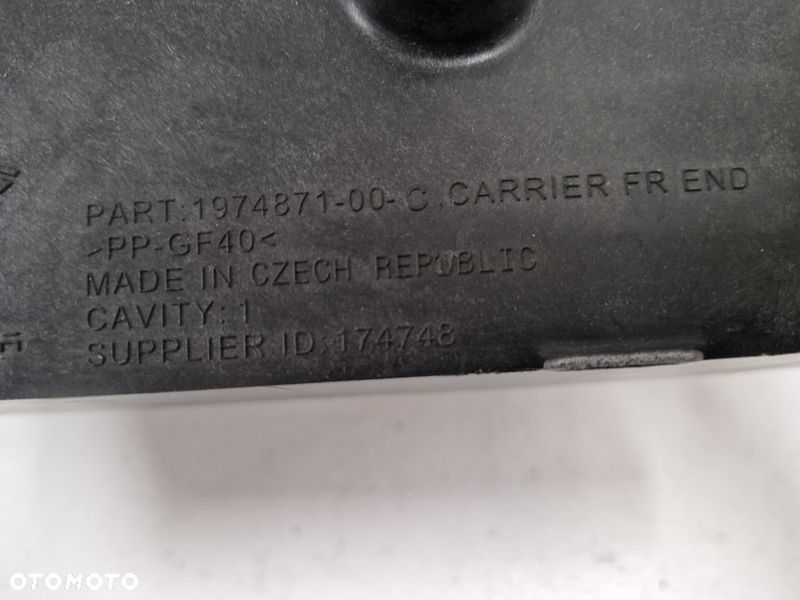 PART:1974871-00-C.CARRIER FR END
>PP-GF40<
MADE IN CZECH REPUBLIC
CAVITY: 1
SUPPLIER ID:174748
OTOMOTO